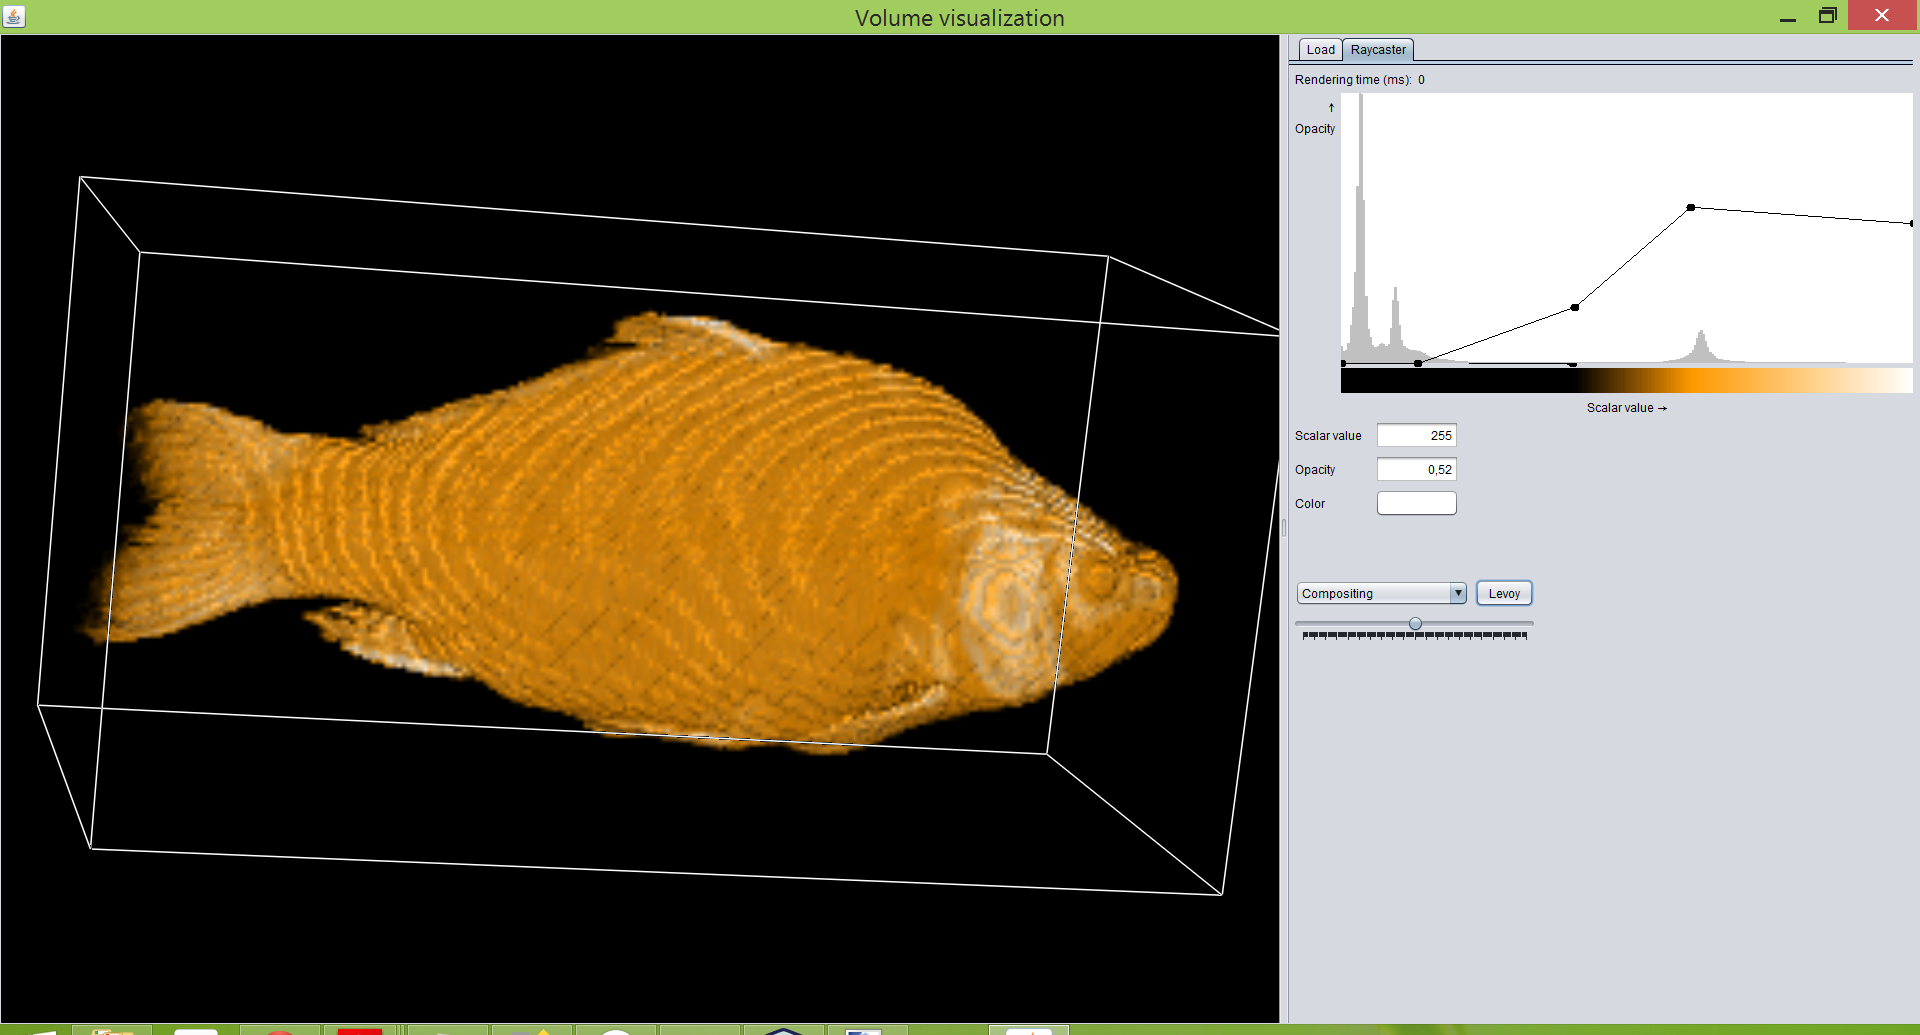 Volume visualization
Load Raycaster
Rendering time (ms): 0
↑
Opacity
Scalar value →
Scalar value 255
Opacity 0,52
Color
Compositing Levoy